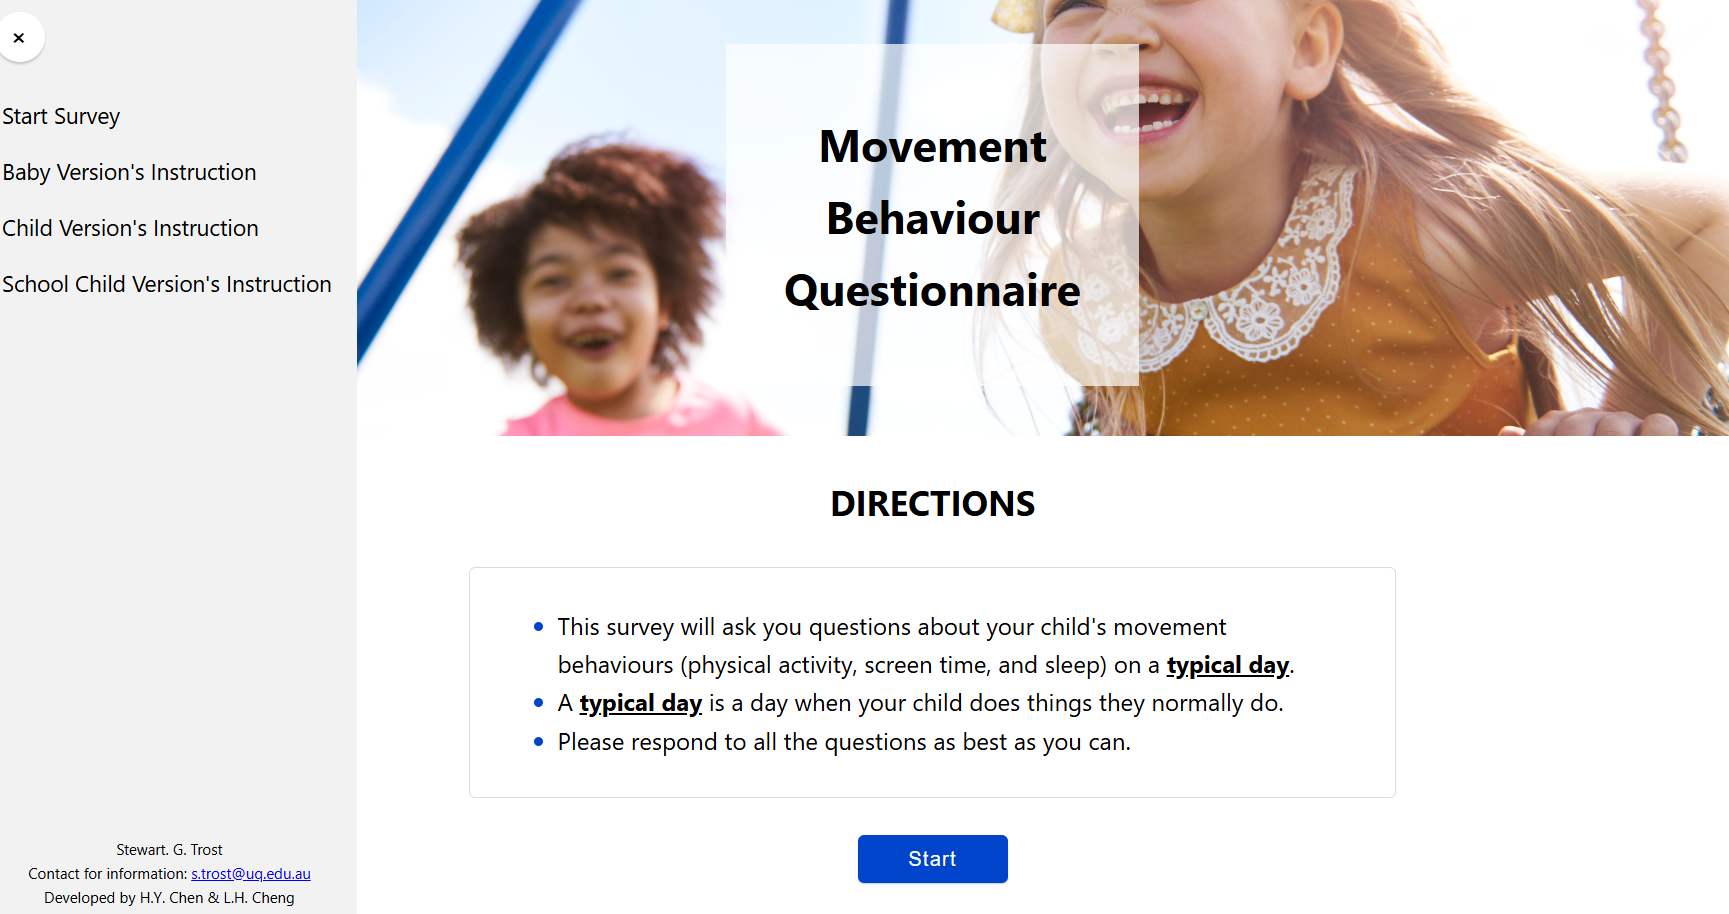 ×
Start Survey
Baby Version's Instruction
Child Version's Instruction
School Child Version's Instruction
Stewart. G. Trost
Contact for information: s.trost@uq.edu.au
Developed by H.Y. Chen & L.H. Cheng
Movement
Behaviour
Questionnaire
DIRECTIONS
This survey will ask you questions about your child's movement
behaviours (physical activity, screen time, and sleep) on a typical day.
A typical day is a day when your child does things they normally do.
Please respond to all the questions as best as you can.
Start